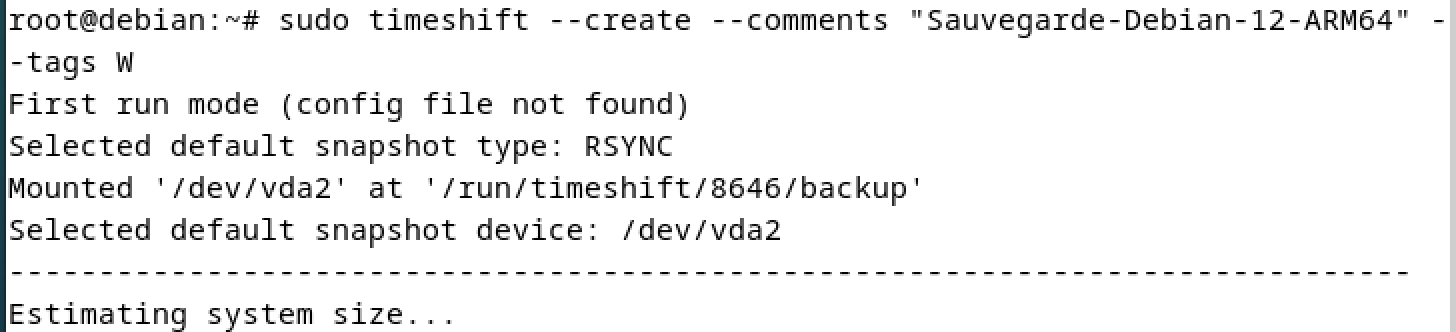 root@debian:~# sudo timeshift --create --comments "Sauvegarde-Debian-12-ARM64" -
-tags W
First run mode (config file not found)
Selected default snapshot type: RSYNC
Mounted '/dev/vda2' at '/run/timeshift/8646/backup'
Selected default snapshot device: /dev/vda2
------------------------------------------------------------------------------
Estimating system size...